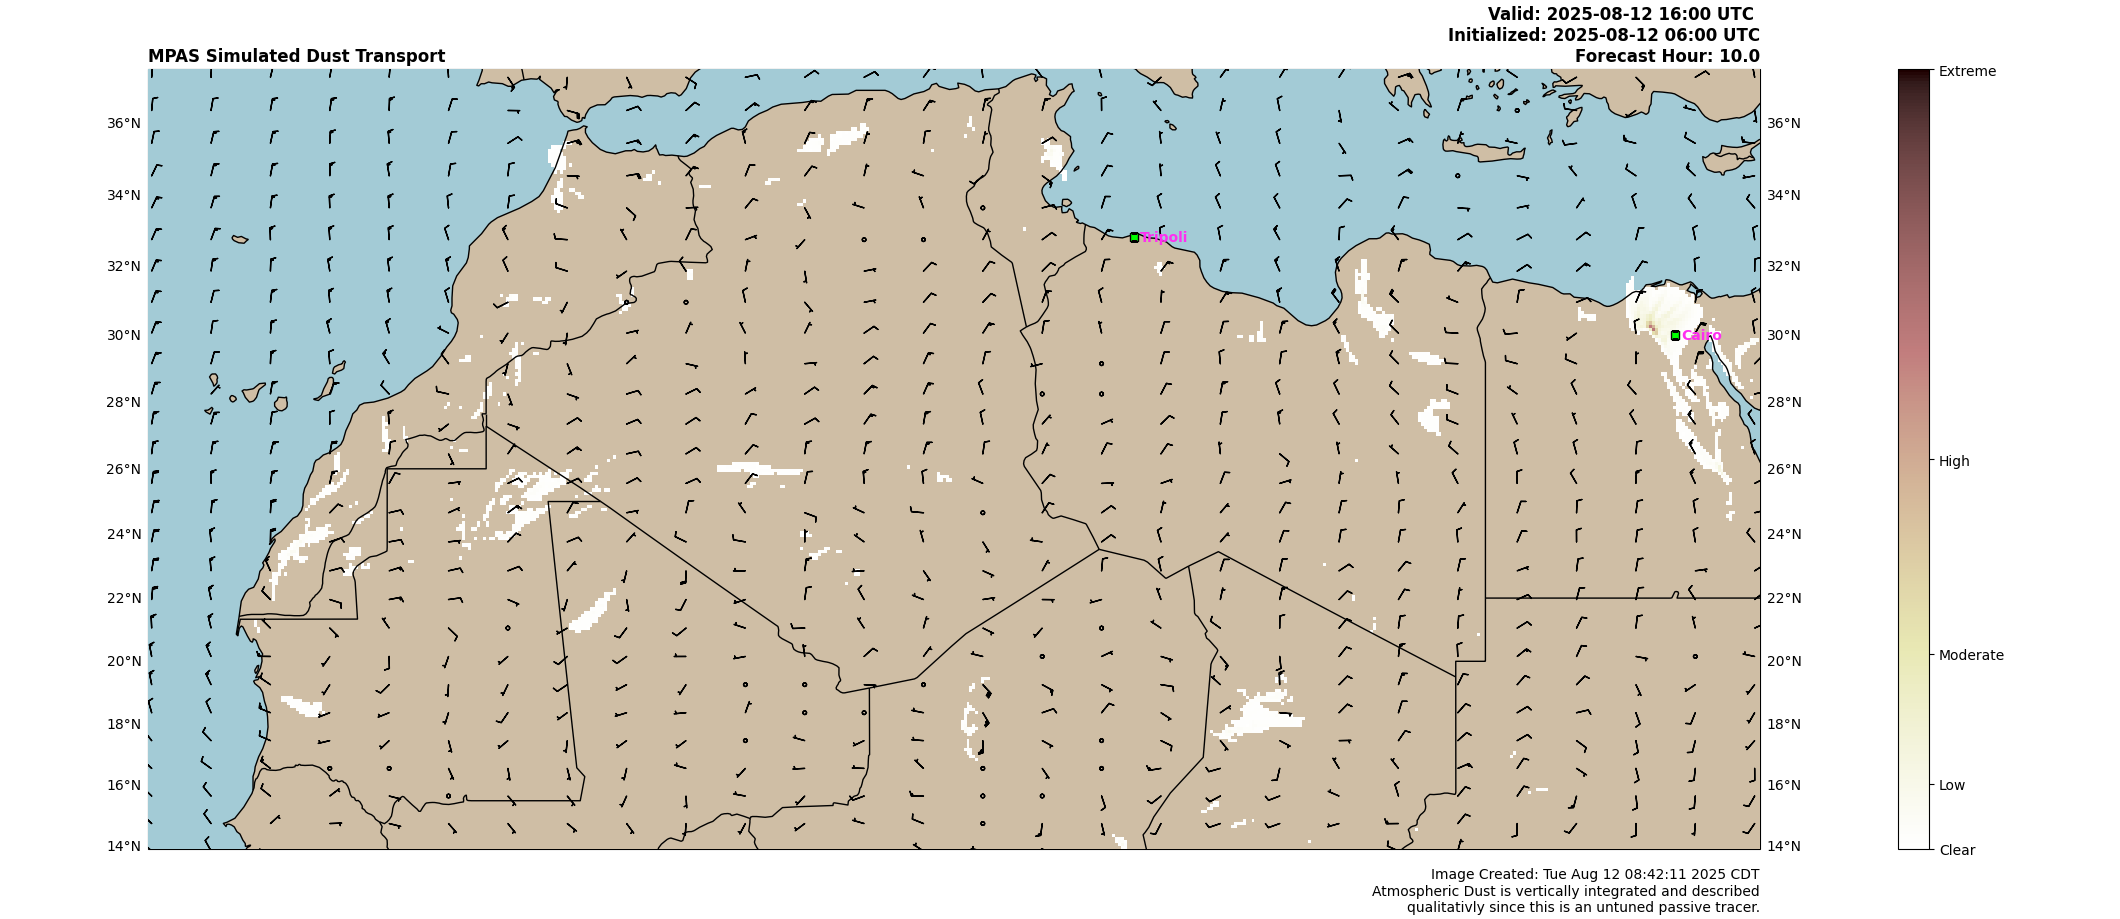 Valid: 2025-08-12 16:00 UTC
Initialized: 2025-08-12 06:00 UTC
MPAS Simulated Dust Transport
Forecast Hour: 10.0
36°N
34°N
32°N
30°N
28°N
26°N
24°N
22°N
20°N
18°N
16°N
14°N
Tripoli
Cairo
36°N
34°N
32°N
30°N
28°N
26°N
24°N
22°N
20°N
18°N
16°N
14°N
Extreme
High
Moderate
Low
Clear
Image Created: Tue Aug 12 08:42:11 2025 CDT
Atmospheric Dust is vertically integrated and described
qualitativly since this is an untuned passive tracer.